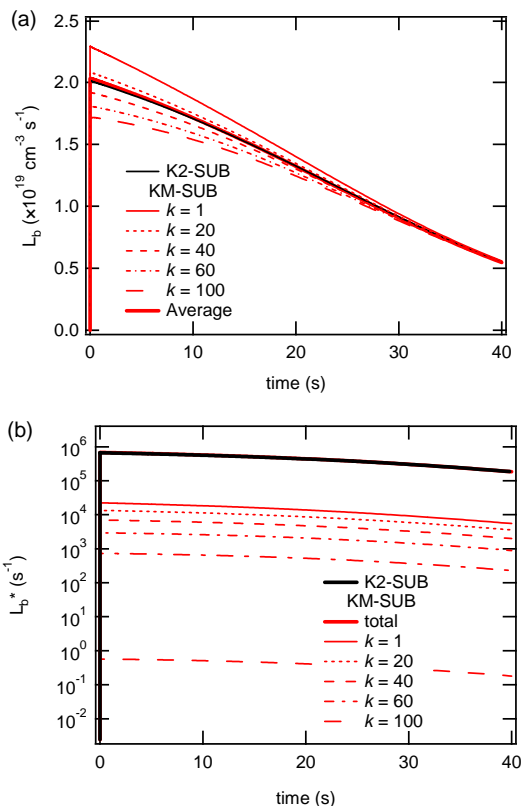 (a)
2.5
2.0
1.5
1.0
0.5
0.0
L_b (×10^19 cm^-3 s^-1)
K2-SUB
KM-SUB
k = 1
k = 20
k = 40
k = 60
k = 100
Average
0 10 20 30 40
time (s)
(b)
10^6
10^5
10^4
10^3
10^2
10^1
10^0
10^-1
10^-2
L_b* (s^-1)
K2-SUB
KM-SUB
total
k = 1
k = 20
k = 40
k = 60
k = 100
0 10 20 30 40
time (s)